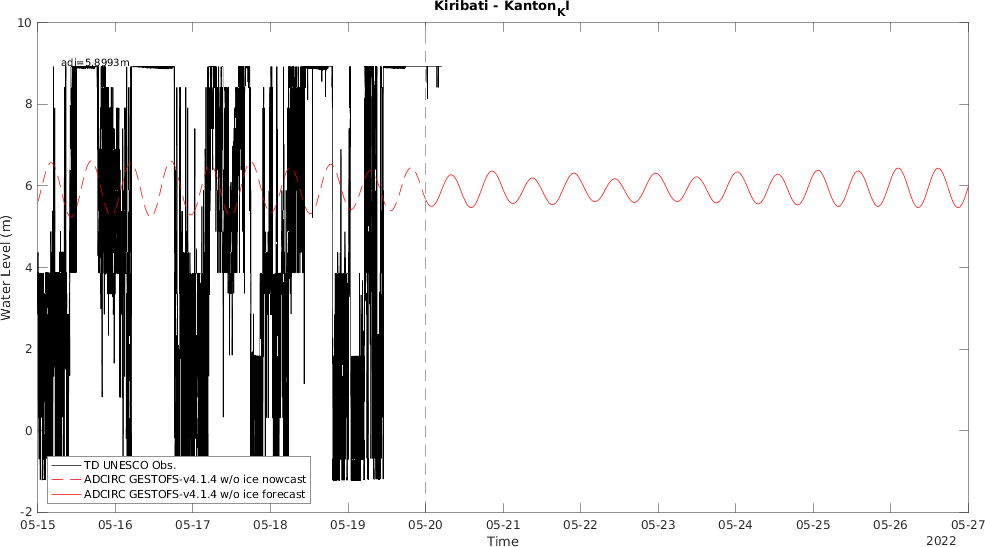 Kiribati - Kanton_KI
10
8
6
4
2
0
-2
Water Level (m)
adj=5.8993m
TD UNESCO Obs.
ADCIRC GESTOFS-v4.1.4 w/o ice nowcast
ADCIRC GESTOFS-v4.1.4 w/o ice forecast
05-15 05-16 05-17 05-18 05-19 05-20 05-21 05-22 05-23 05-24 05-25 05-26 05-27
Time
2022